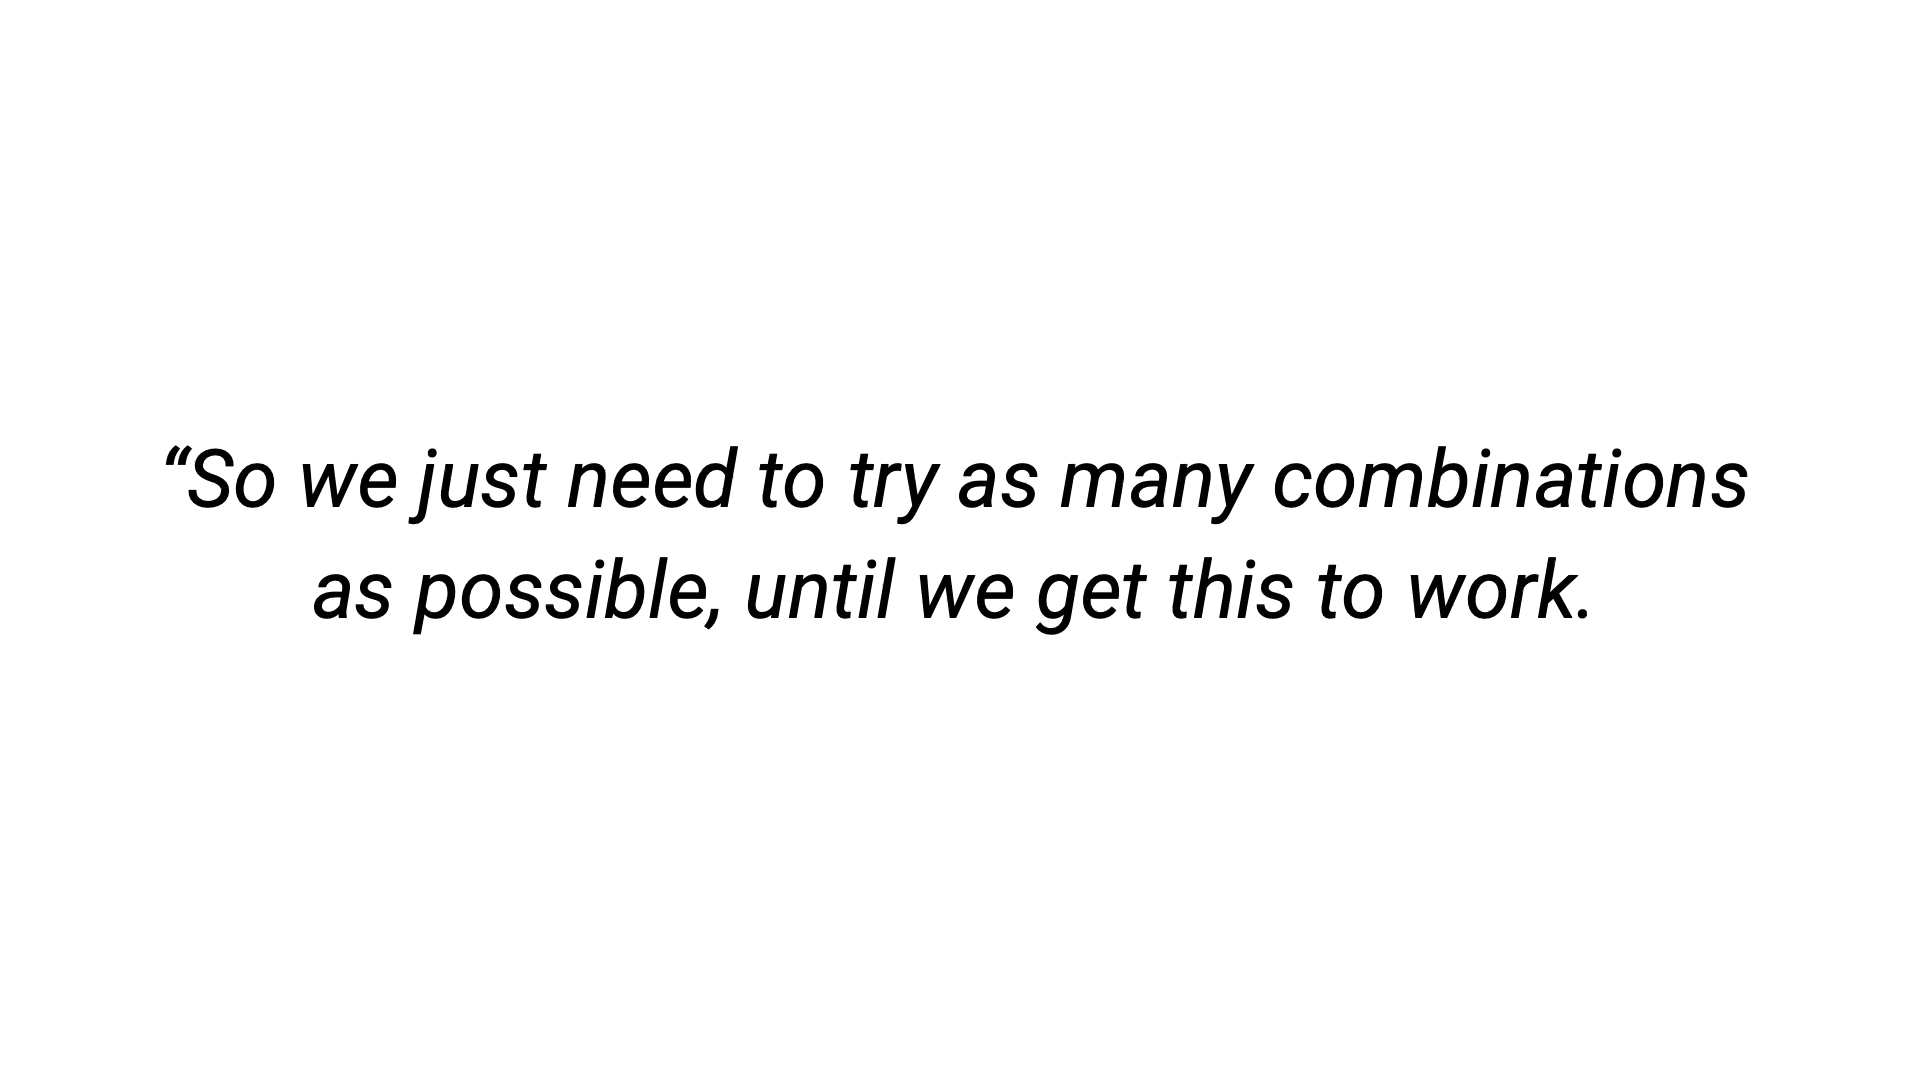 “So we just need to try as many combinations
as possible, until we get this to work.